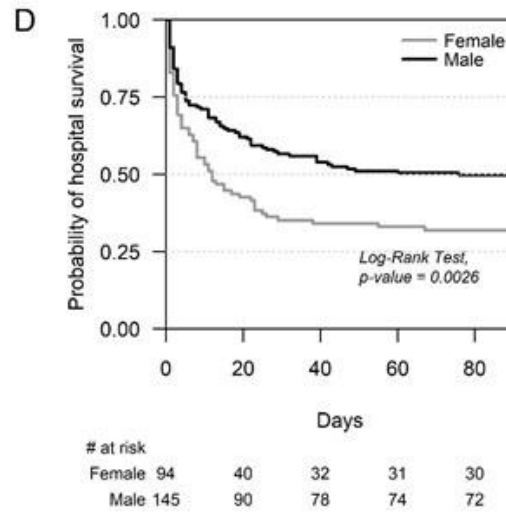 D
1.00
0.75
0.50
0.25
0.00
Probability of hospital survival
Female
Male
Log-Rank Test,
p-value = 0.0026
0 20 40 60 80
Days
# at risk
Female 94 40 32 31 30
Male 145 90 78 74 72